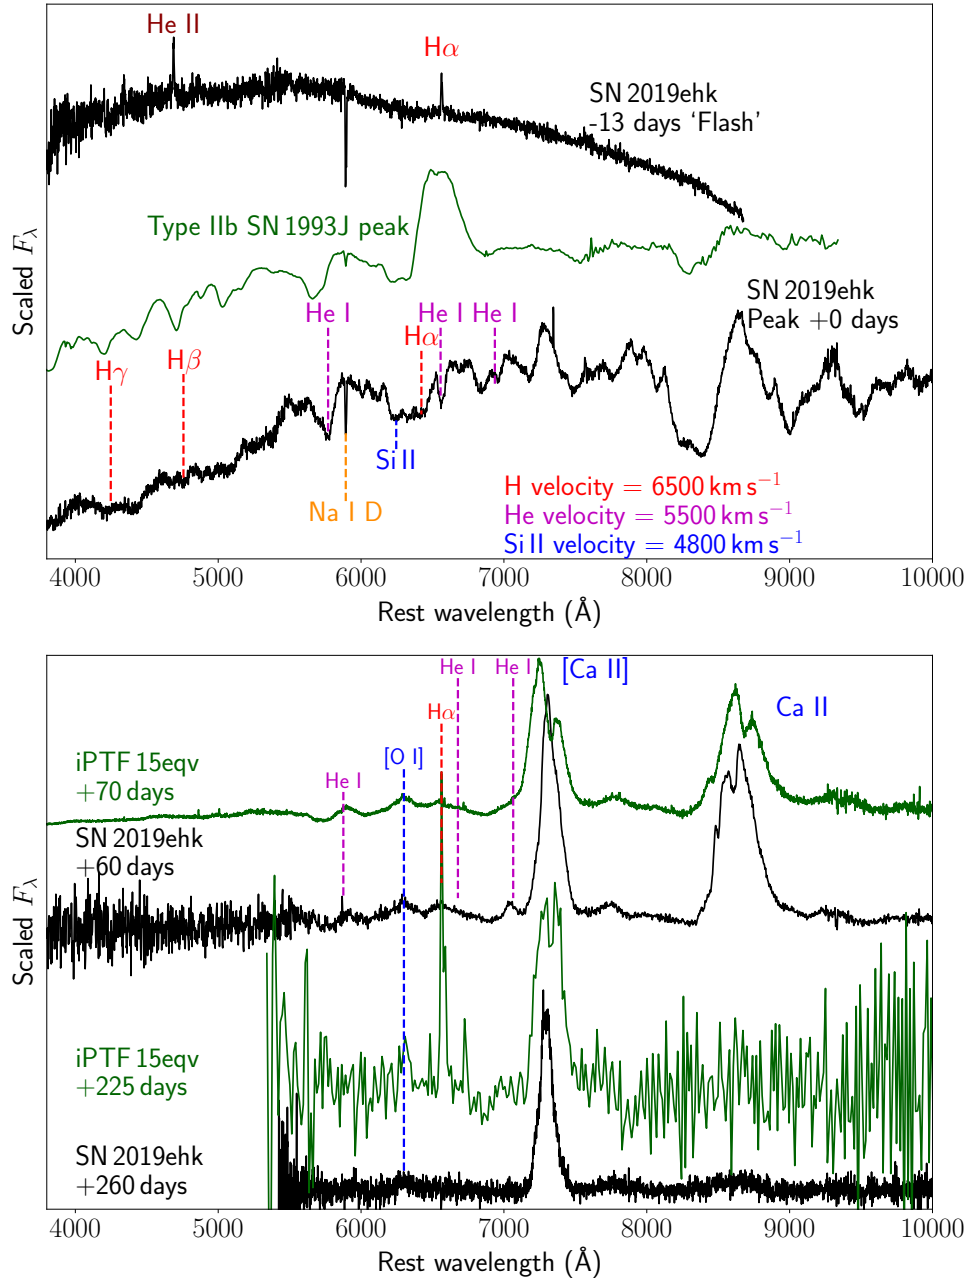 He II
Hα
SN 2019ehk
-13 days ‘Flash’
Type IIb SN 1993J peak
SN 2019ehk
Peak +0 days
He I
He I
He I
Hα
Hγ
Hβ
Si II
Na I D
H velocity = 6500 km s⁻¹
He velocity = 5500 km s⁻¹
Si II velocity = 4800 km s⁻¹
Scaled Fλ
4000 5000 6000 7000 8000 9000 10000
Rest wavelength (Å)
He I
He I
[Ca II]
Hα
Ca II
[O I]
He I
iPTF 15eqv
+70 days
SN 2019ehk
+60 days
iPTF 15eqv
+225 days
SN 2019ehk
+260 days
Scaled Fλ
4000 5000 6000 7000 8000 9000 10000
Rest wavelength (Å)